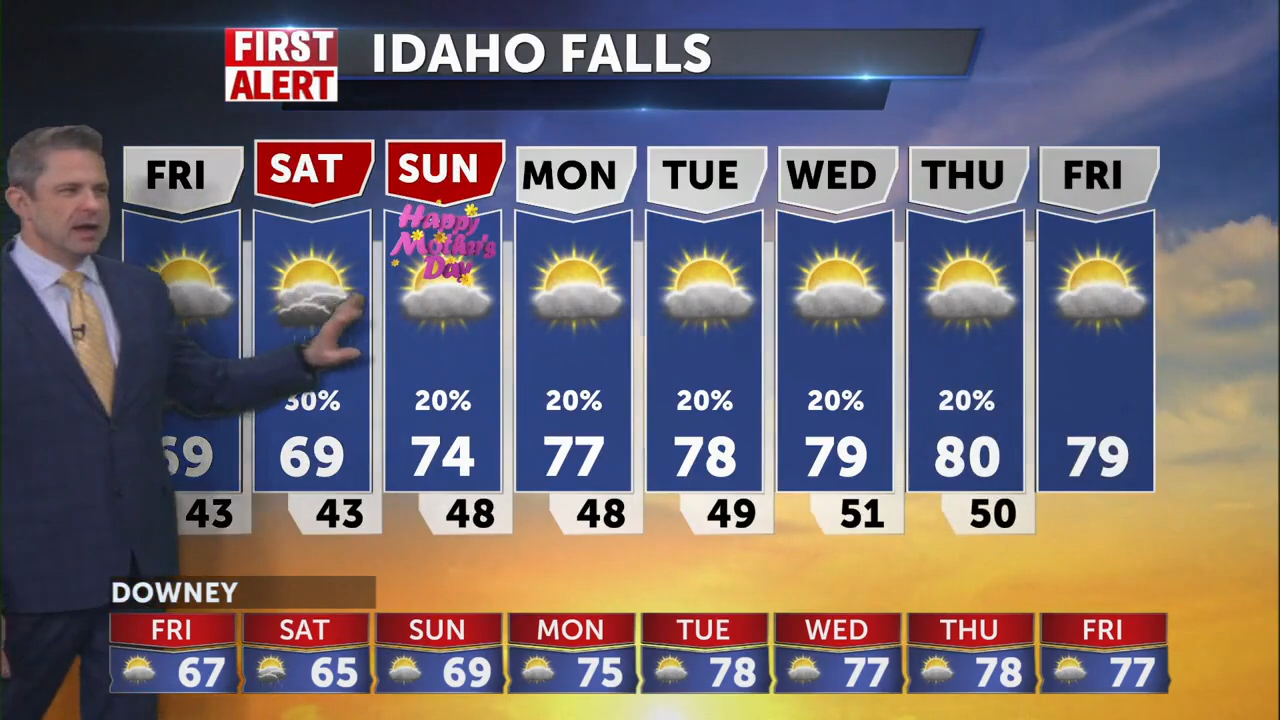 FIRST
ALERT
IDAHO FALLS
FRI SAT SUN MON TUE WED THU FRI
Happy
Mother's
Day
30% 20% 20% 20% 20% 20%
69 69 74 77 78 79 80 79
43 43 48 48 49 51 50
DOWNEY
FRI SAT SUN MON TUE WED THU FRI
67 65 69 75 78 77 78 77